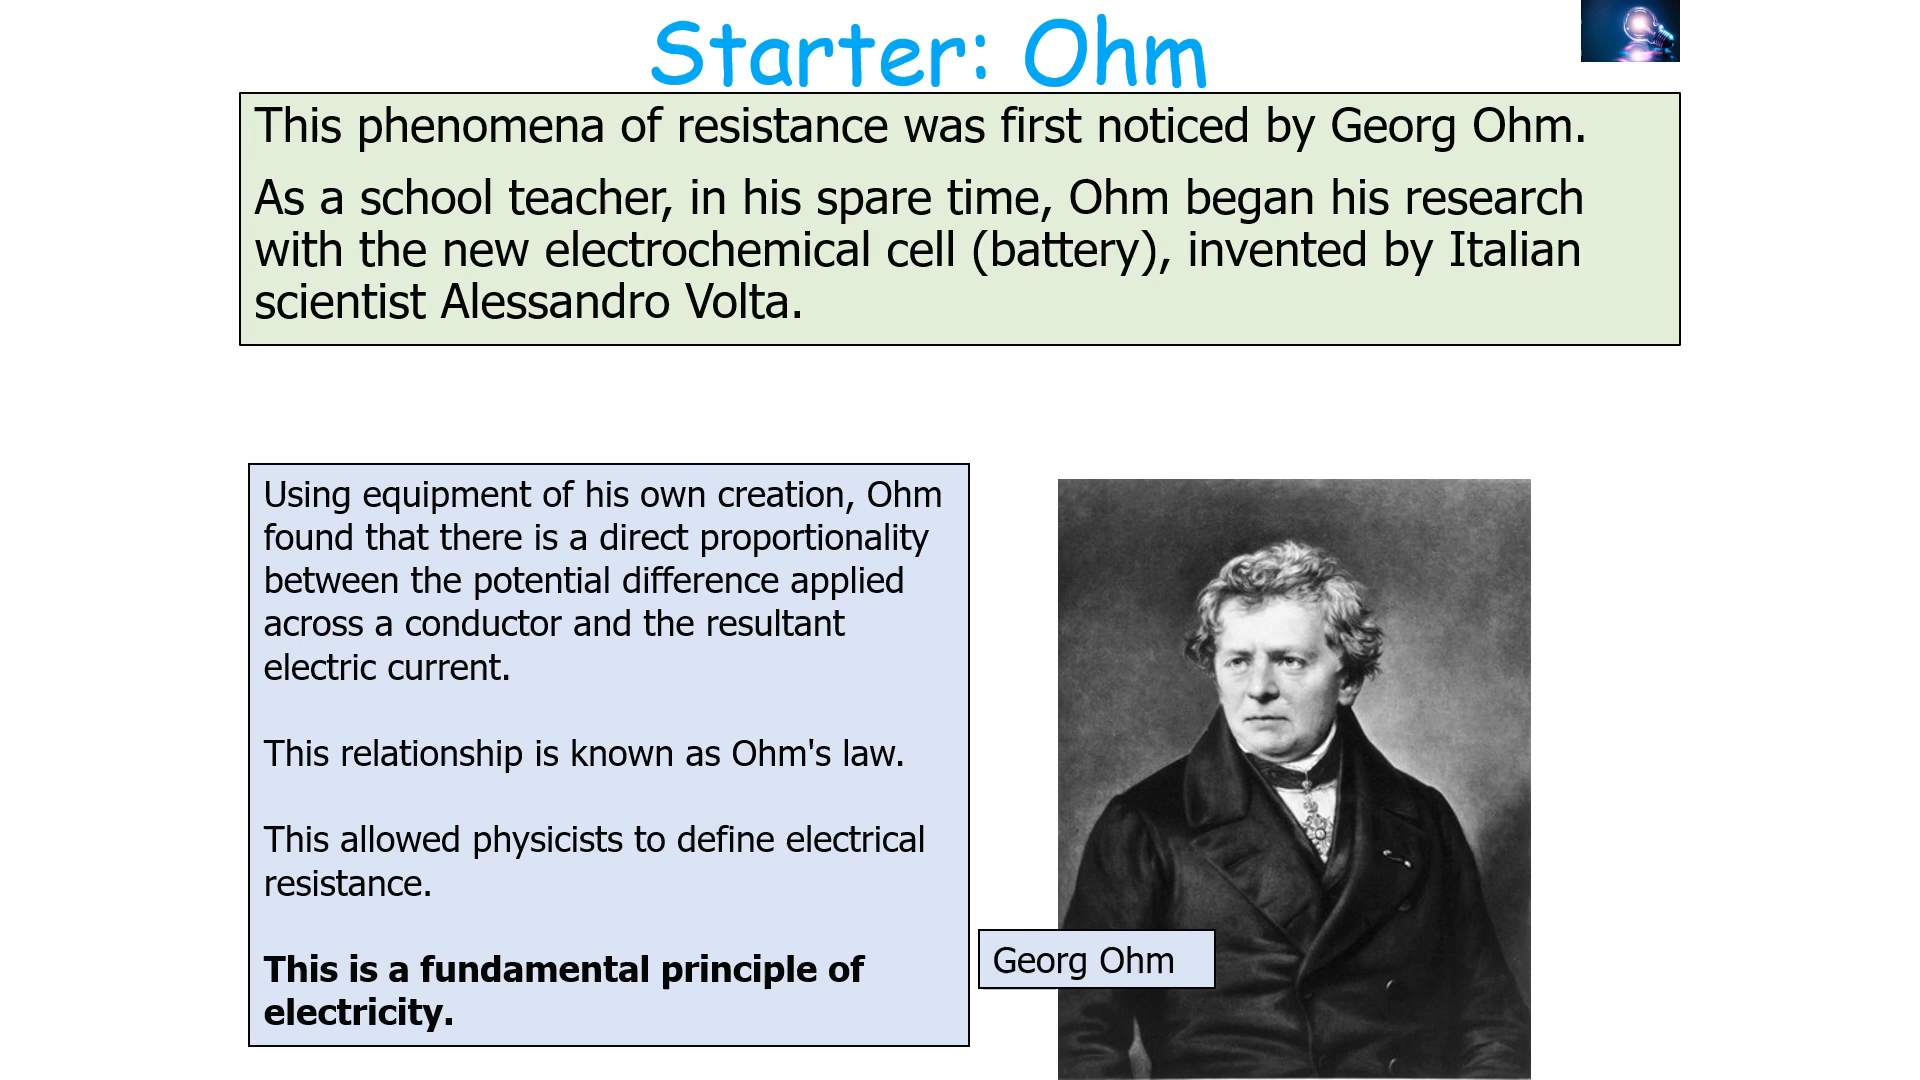 Starter: Ohm
This phenomena of resistance was first noticed by Georg Ohm.
As a school teacher, in his spare time, Ohm began his research
with the new electrochemical cell (battery), invented by Italian
scientist Alessandro Volta.
Using equipment of his own creation, Ohm
found that there is a direct proportionality
between the potential difference applied
across a conductor and the resultant
electric current.
This relationship is known as Ohm's law.
This allowed physicists to define electrical
resistance.
This is a fundamental principle of
electricity.
Georg Ohm